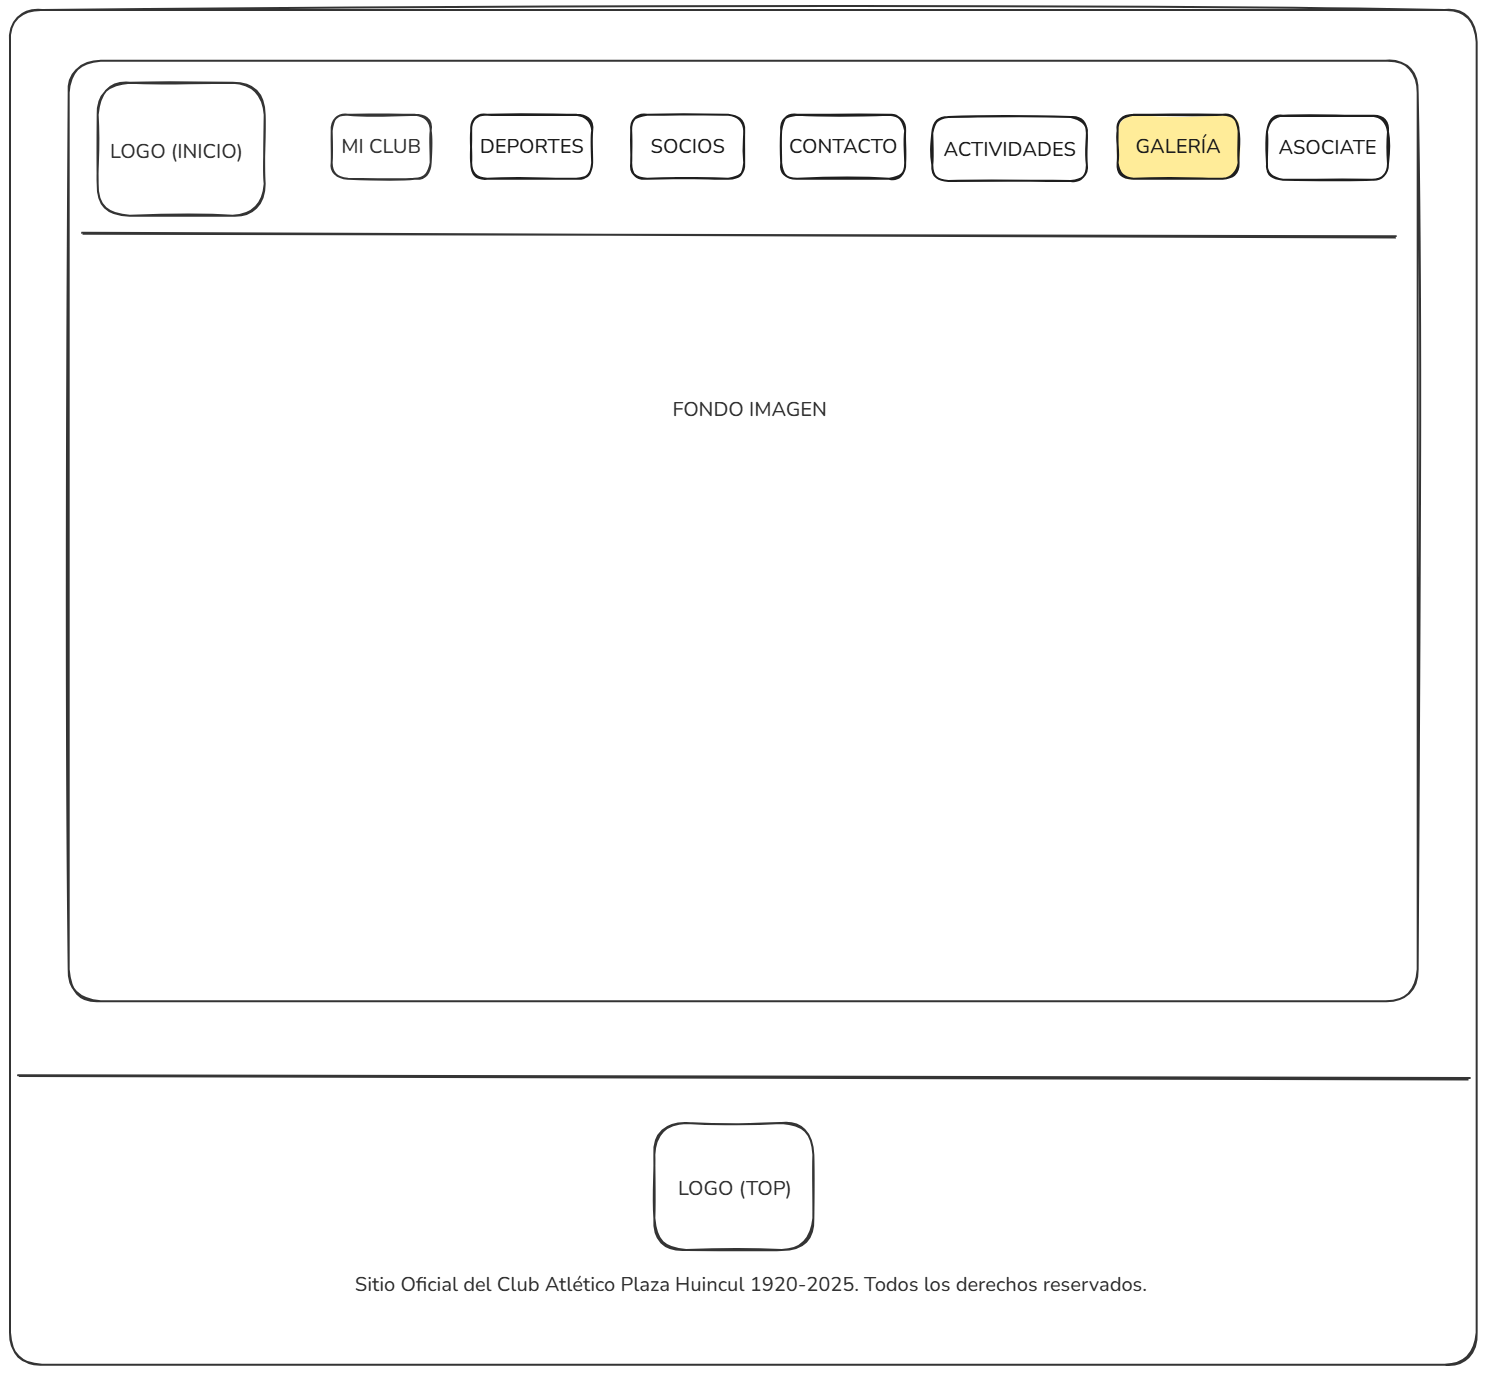 LOGO (INICIO)
MI CLUB
DEPORTES
SOCIOS
CONTACTO
ACTIVIDADES
GALERÍA
ASOCIATE
FONDO IMAGEN
LOGO (TOP)
Sitio Oficial del Club Atlético Plaza Huincul 1920-2025. Todos los derechos reservados.